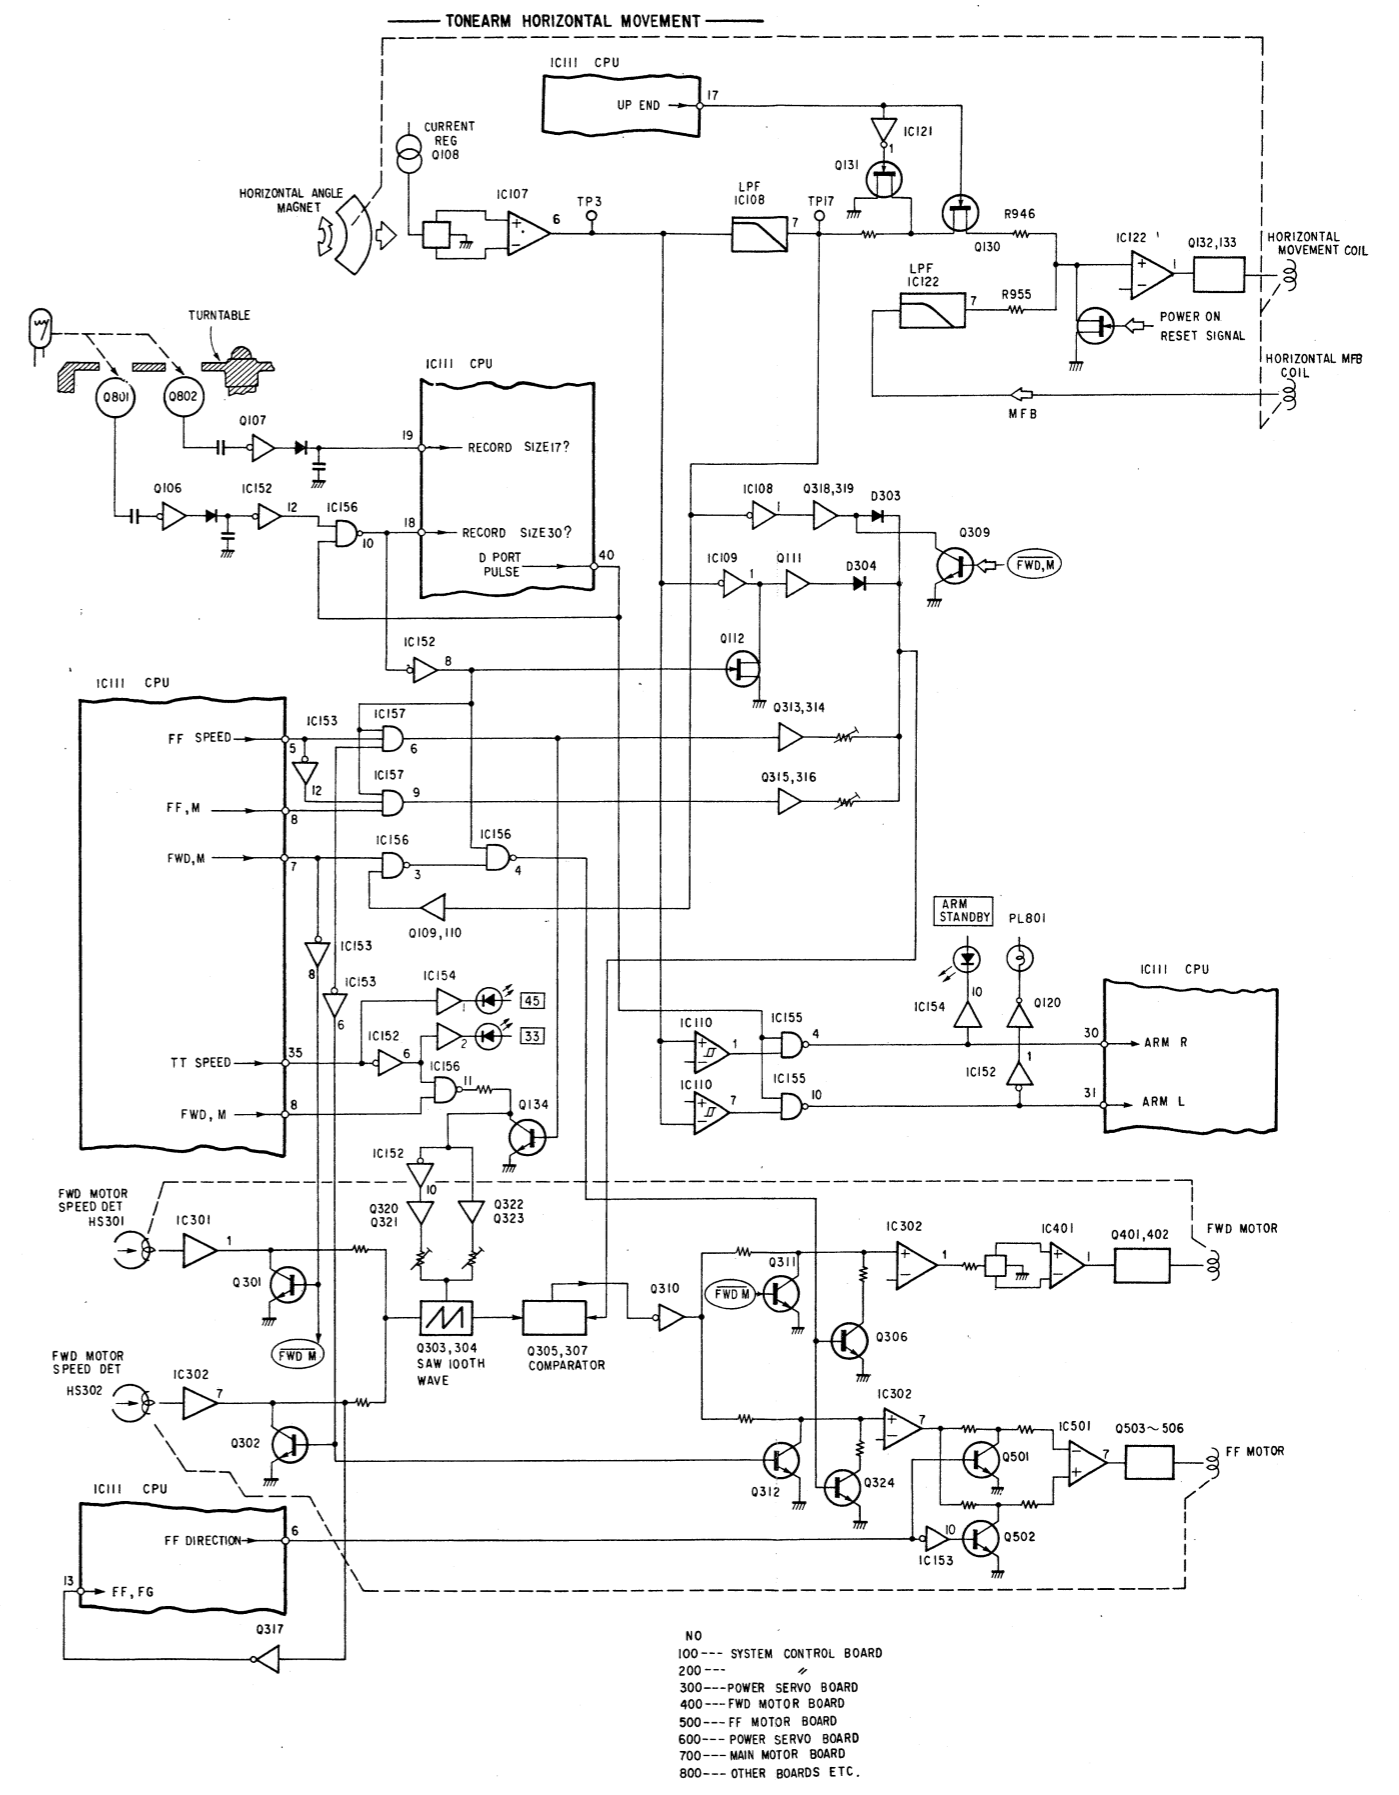 TONEARM HORIZONTAL MOVEMENT
IC111 CPU
UP END
17
CURRENT
REG
Q108
IC121
1
Q131
HORIZONTAL ANGLE
MAGNET
IC107
+
-
6
TP3
LPF
IC108
7
TP17
Q130
R946
LPF
IC122
7
R955
IC122
+
-
1
Q132,133
HORIZONTAL
MOVEMENT COIL
POWER ON
RESET SIGNAL
HORIZONTAL MFB
COIL
MFB
TURNTABLE
Q801
Q802
IC111 CPU
Q107
19
RECORD SIZE17?
Q106
IC152
12
IC156
10
18
RECORD SIZE30?
D PORT
PULSE
40
IC108
1
Q318,319
D303
Q309
FWD,M
IC109
1
Q111
D304
IC152
8
Q112
IC111 CPU
FF SPEED
5
IC153
12
IC157
6
Q313,314
IC157
9
Q315,316
FF,M
8
FWD,M
7
IC156
3
IC156
4
Q109,110
IC153
8
IC153
6
IC154
1
45
2
33
TT SPEED
35
IC152
6
IC156
11
FWD,M
8
Q134
ARM
STANDBY
PL801
IC154
10
Q120
IC152
1
IC111 CPU
IC110
+
-
1
IC155
4
30
ARM R
IC110
+
-
7
IC155
10
31
ARM L
IC152
10
Q320
Q321
Q322
Q323
FWD MOTOR
SPEED DET
HS301
IC301
1
Q301
FWD M
FWD MOTOR
SPEED DET
HS302
IC302
7
Q302
Q303,304
SAW 100TH
WAVE
Q305,307
COMPARATOR
Q310
FWD M
Q311
IC302
+
-
1
Q306
IC401
+
-
1
Q401,402
FWD MOTOR
Q312
IC302
+
-
7
Q324
Q501
IC501
-
+
7
Q503~506
FF MOTOR
IC153
10
Q502
IC111 CPU
FF DIRECTION
6
13
FF,FG
Q317
NO
100--- SYSTEM CONTROL BOARD
200--- 〃
300---POWER SERVO BOARD
400---FWD MOTOR BOARD
500---FF MOTOR BOARD
600---POWER SERVO BOARD
700---MAIN MOTOR BOARD
800---OTHER BOARDS ETC.